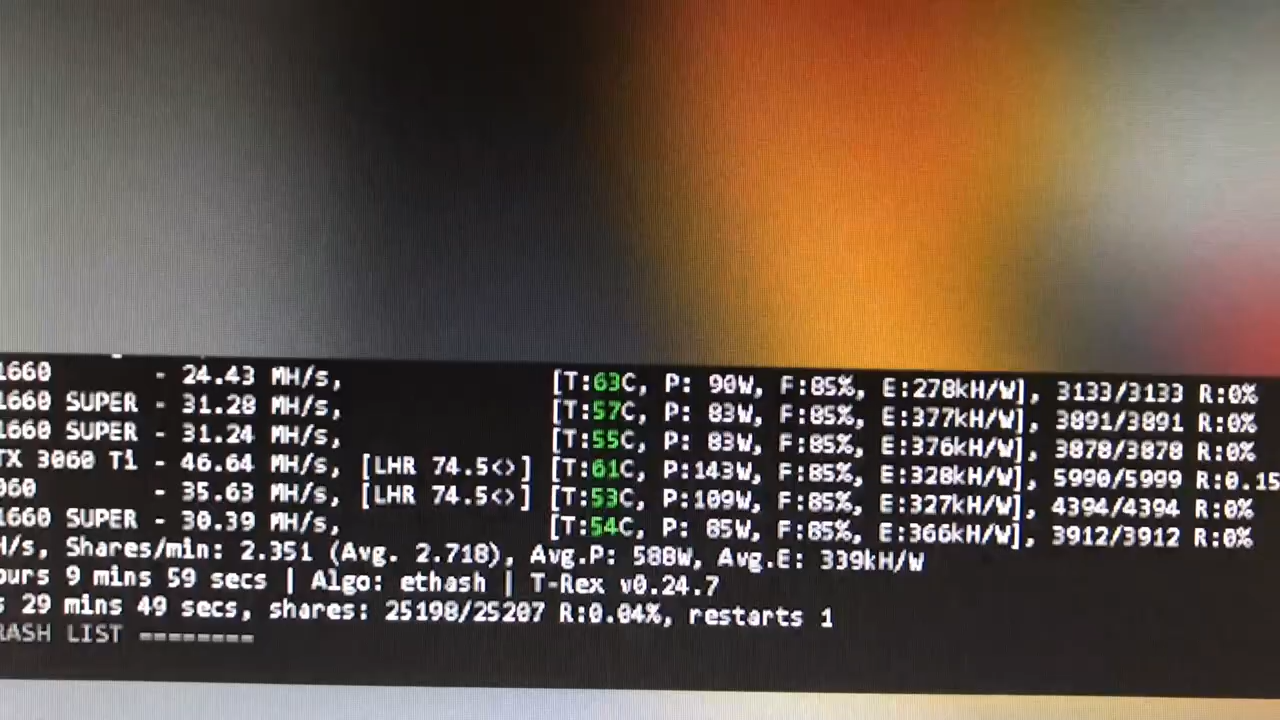 1660 - 24.43 MH/s, [T:63C, P: 90W, F:85%, E:278kH/W], 3133/3133 R:0%
1660 SUPER - 31.28 MH/s, [T:57C, P: 83W, F:85%, E:377kH/W], 3891/3891 R:0%
1660 SUPER - 31.24 MH/s, [T:55C, P: 83W, F:85%, E:376kH/W], 3878/3878 R:0%
TX 3060 Ti - 46.64 MH/s, [LHR 74.5<>] [T:61C, P:143W, F:85%, E:328kH/W], 5990/5999 R:0.15
060 - 35.63 MH/s, [LHR 74.5<>] [T:53C, P:109W, F:85%, E:327kH/W], 4394/4394 R:0%
1660 SUPER - 30.39 MH/s, [T:54C, P: 85W, F:85%, E:366kH/W], 3912/3912 R:0%
H/s, Shares/min: 2.351 (Avg. 2.718), Avg.P: 588W, Avg.E: 339kH/W
ours 9 mins 59 secs | Algo: ethash | T-Rex v0.24.7
s 29 mins 49 secs, shares: 25198/25207 R:0.04%, restarts 1
RASH LIST ========